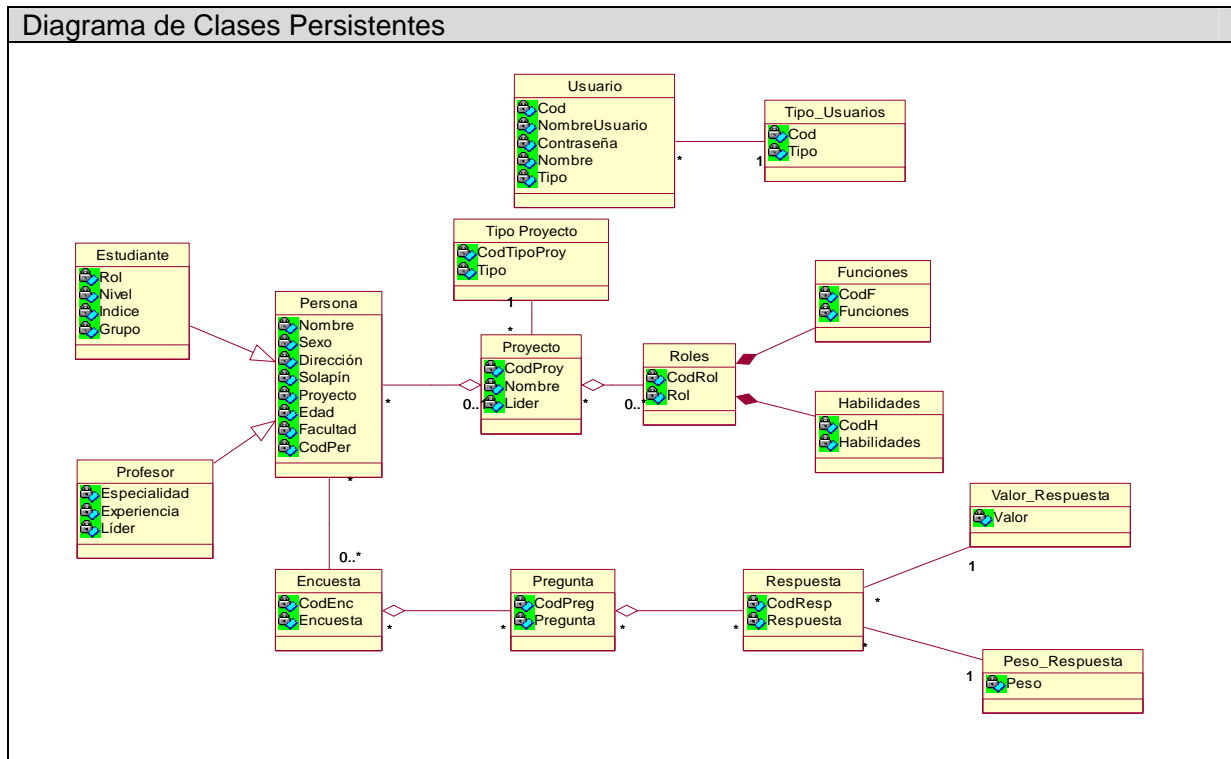 Diagrama de Clases Persistentes
Usuario
Cod
NombreUsuario
Contraseña
Nombre
Tipo
*
1
Tipo_Usuarios
Cod
Tipo
Tipo Proyecto
CodTipoProy
Tipo
1
*
Estudiante
Rol
Nivel
Indice
Grupo
Persona
Nombre
Sexo
Dirección
Solapín
Proyecto
Edad
Facultad
CodPer
*
0..1
Proyecto
CodProy
Nombre
Lider
*
0..*
Roles
CodRol
Rol
Funciones
CodF
Funciones
Habilidades
CodH
Habilidades
Profesor
Especialidad
Experiencia
Líder
*
0..*
Encuesta
CodEnc
Encuesta
*
*
Pregunta
CodPreg
Pregunta
*
*
Respuesta
CodResp
Respuesta
*
1
Valor_Respuesta
Valor
*
1
Peso_Respuesta
Peso